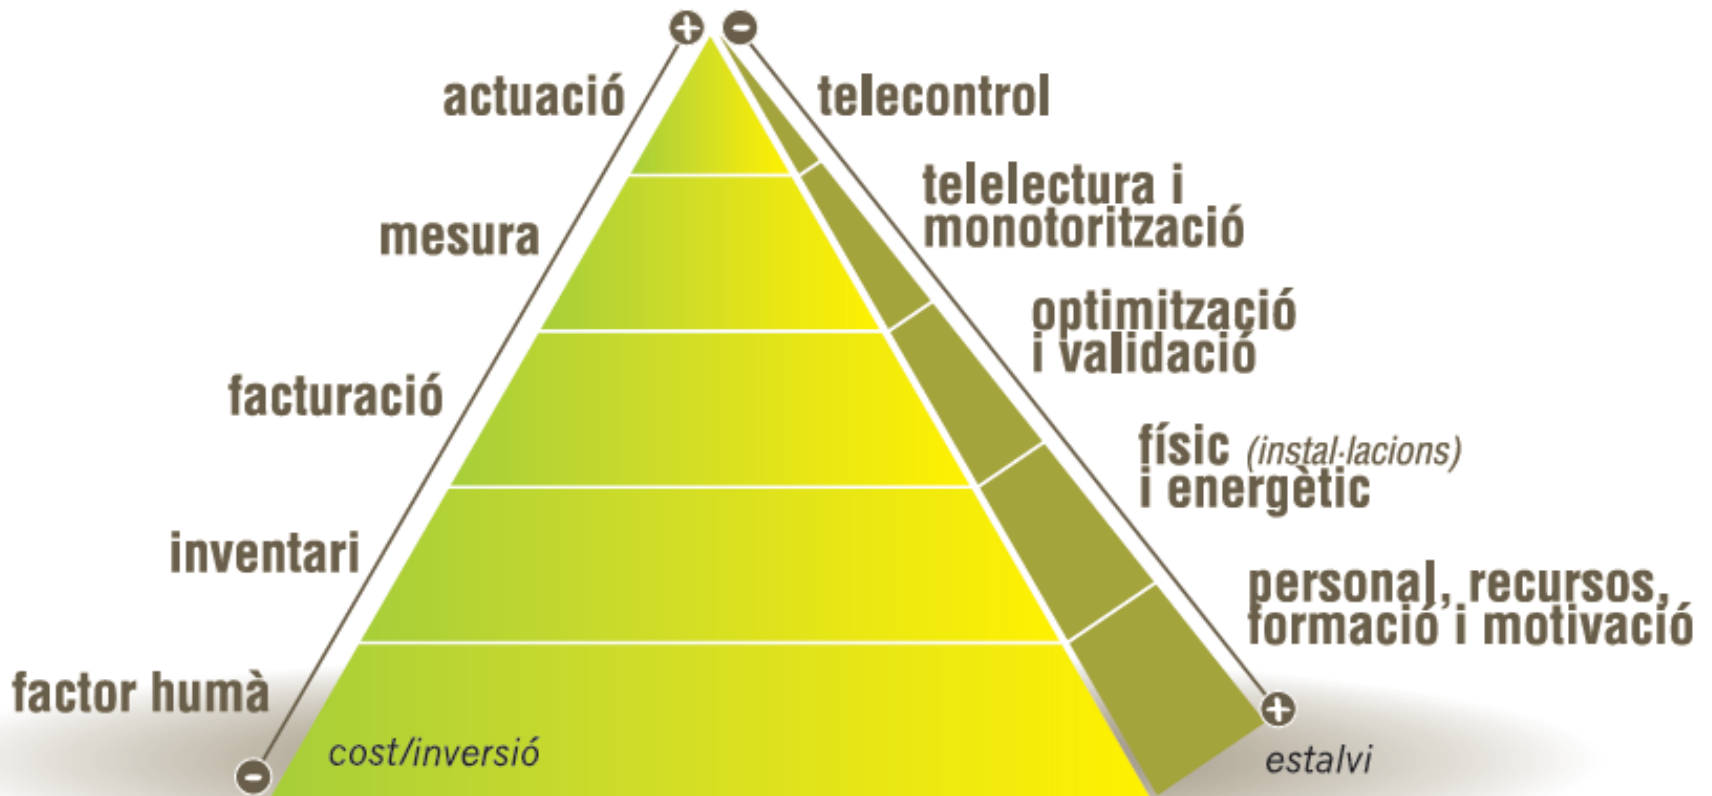 + -
actuació
telecontrol
telelectura i
monotorització
mesura
optimització
i validació
facturació
físic (instal·lacions)
i energètic
inventari
personal, recursos,
formació i motivació
factor humà
+
cost/inversió
estalvi
-